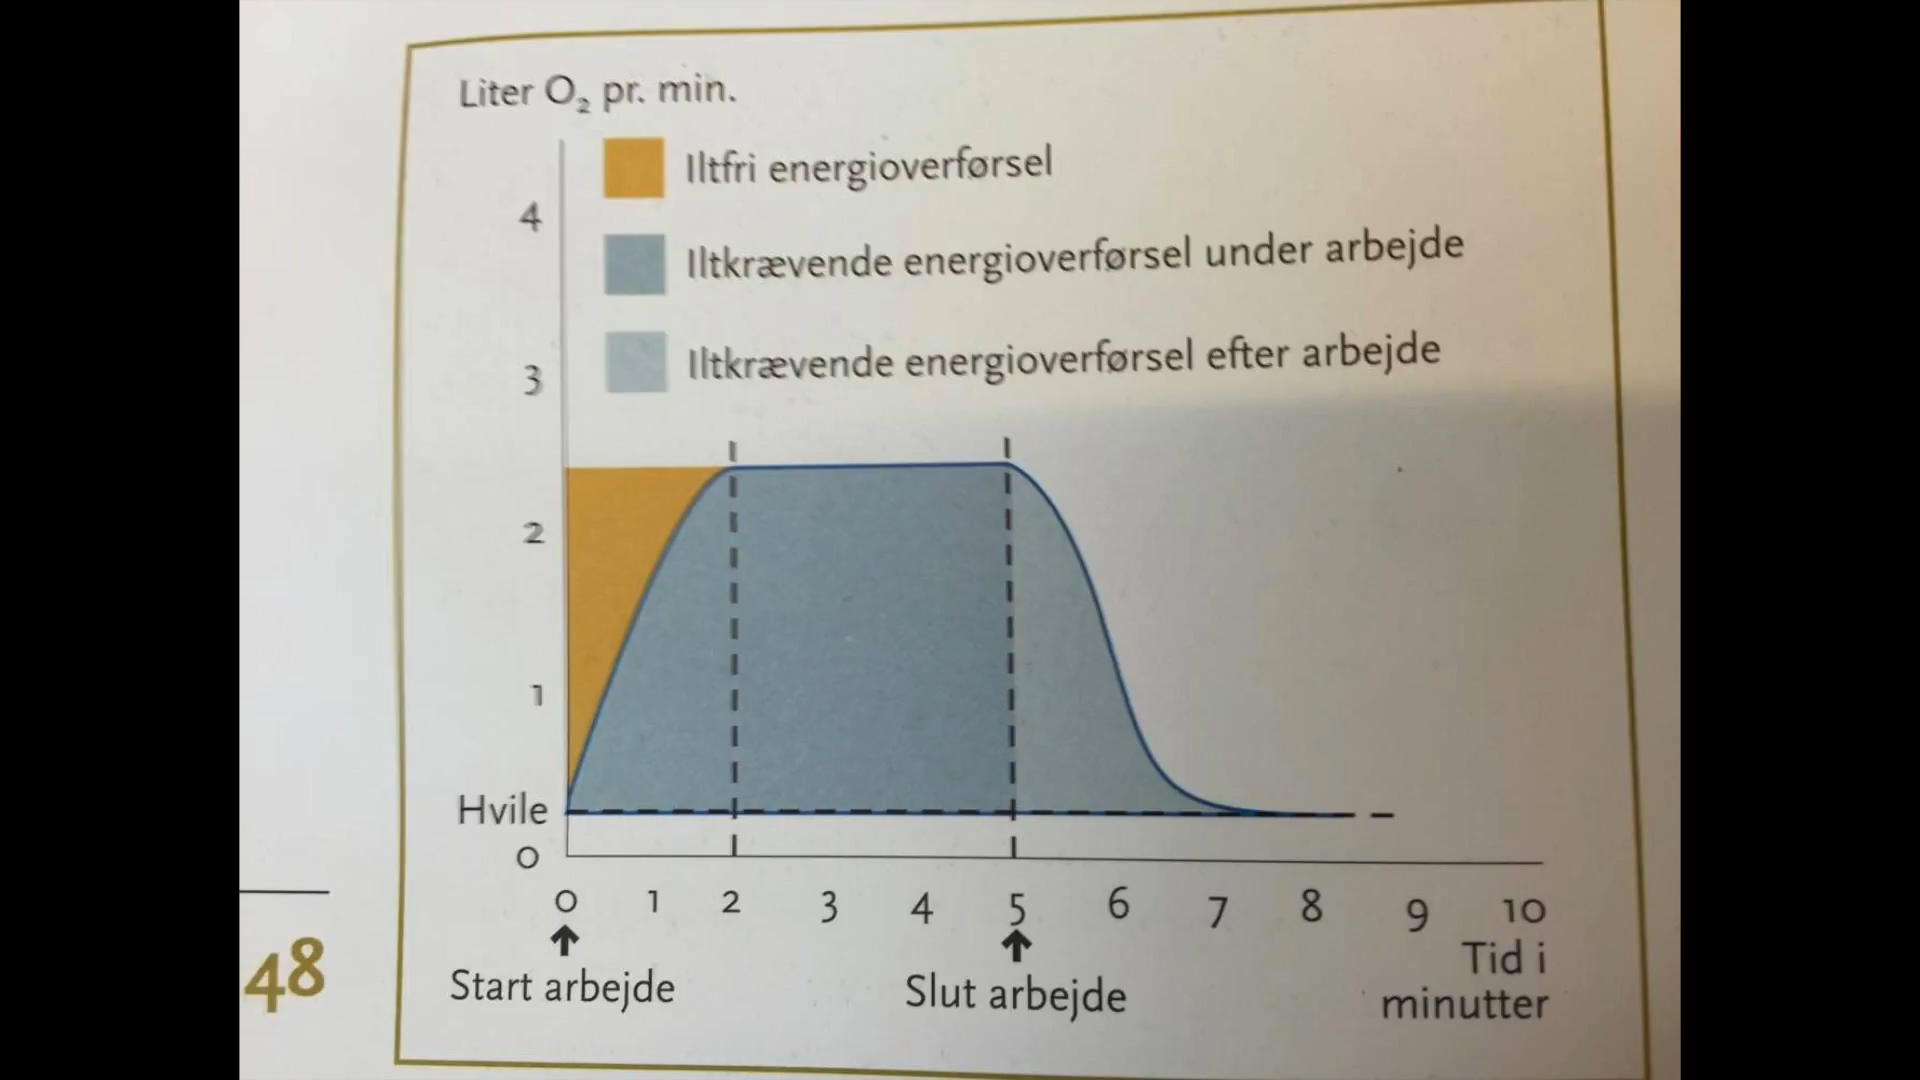 Liter O₂ pr. min.
Iltfri energioverførsel
4
Iltkrævende energioverførsel under arbejde
Iltkrævende energioverførsel efter arbejde
3
2
1
Hvile
0
0 1 2 3 4 5 6 7 8 9 10
Tid i
minutter
Start arbejde
Slut arbejde
48